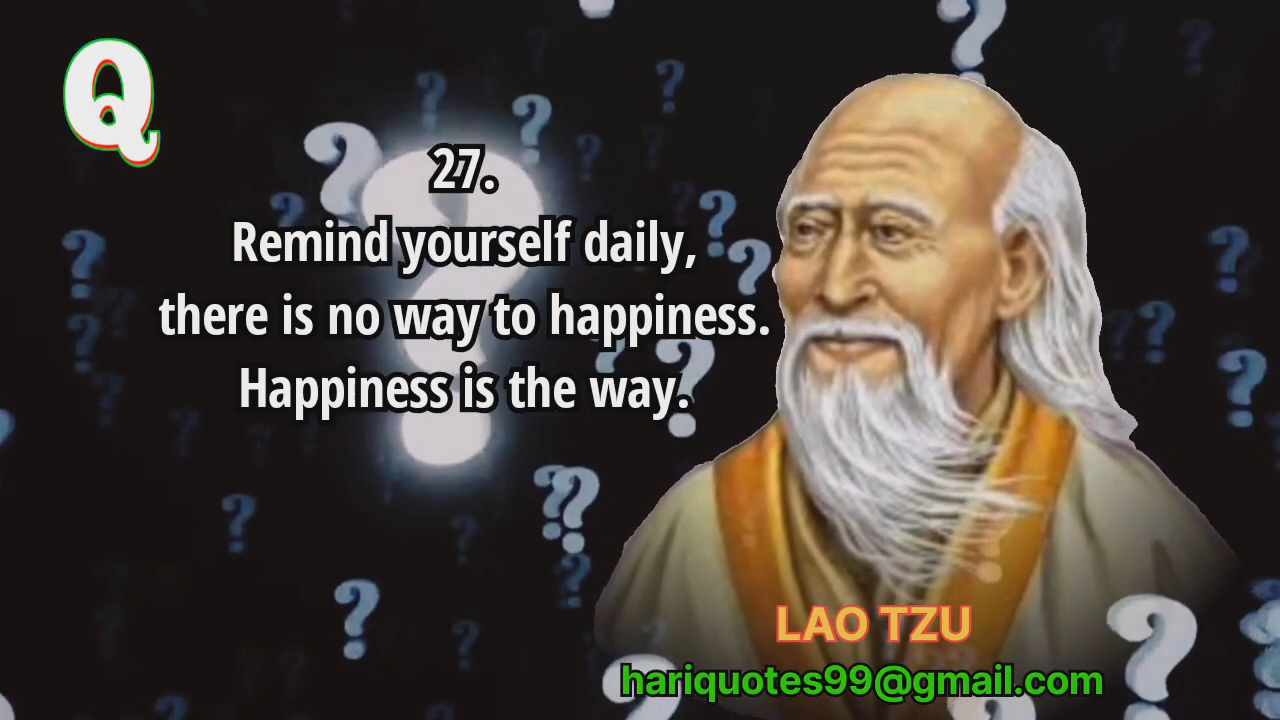 Q
27.
Remind yourself daily,
there is no way to happiness.
Happiness is the way.
LAO TZU
hariquotes99@gmail.com